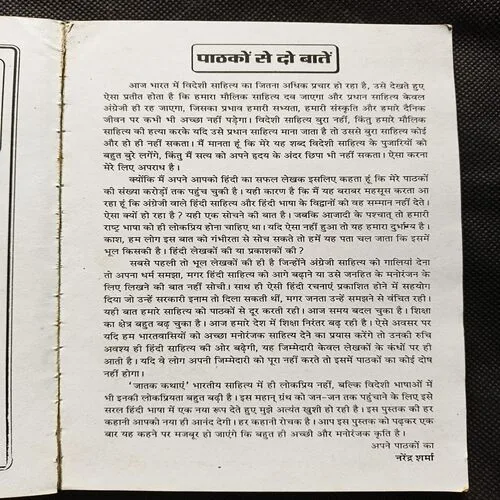 पाठकों से दो बातें
आज भारत में विदेशी साहित्य का जितना अधिक प्रचार हो रहा है, उसे देखते हुए
ऐसा प्रतीत होता है कि हमारा मौलिक साहित्य दब जाएगा और प्रधान साहित्य केवल
अंग्रेजी ही रह जाएगा, जिसका प्रभाव हमारी सभ्यता, हमारी संस्कृति और हमारे दैनिक
जीवन पर कभी भी अच्छा नहीं पड़ेगा। विदेशी साहित्य बुरा नहीं, किंतु हमारे मौलिक
साहित्य की हत्या करके यदि उसे प्रधान साहित्य माना जाता है तो उससे बुरा साहित्य कोई
और हो ही नहीं सकता। मैं मानता हूं कि मेरे यह शब्द विदेशी साहित्य के पुजारियों को
बहुत बुरे लगेंगे, किंतु मैं सत्य को अपने हृदय के अंदर छिपा भी नहीं सकता। ऐसा करना
मेरे लिए अपराध है।
क्योंकि मैं अपने आपको हिंदी का सफल लेखक इसलिए कहता हूं कि मेरे पाठकों
की संख्या करोड़ों तक पहुंच चुकी है। यही कारण है कि मैं यह बराबर महसूस करता आ
रहा हूं कि अंग्रेजी वाले हिंदी साहित्य और हिंदी भाषा के विद्वानों को वह सम्मान नहीं देते।
ऐसा क्यों हो रहा है ? यही एक सोचने की बात है। जबकि आजादी के पश्चात् तो हमारी
राष्ट्र भाषा को ही लोकप्रिय होना चाहिए था। यदि ऐसा नहीं हुआ तो यह हमारा दुर्भाग्य है।
काश, हम लोग इस बात को गंभीरता से सोच सकते तो हमें यह पता चल जाता कि इसमें
भूल किसकी है। हिंदी लेखकों की या प्रकाशकों की ?
सबसे पहली तो भूल लेखकों की ही है जिन्होंने अंग्रेजी साहित्य को गालियां देना
तो अपना धर्म समझा, मगर हिंदी साहित्य को आगे बढ़ाने या उसे जनहित के मनोरंजन के
लिए लिखने की बात नहीं सोची। साथ ही ऐसी हिंदी रचनाएं प्रकाशित होने में सहयोग
दिया जो उन्हें सरकारी इनाम तो दिला सकती थीं, मगर जनता उन्हें समझने से वंचित रही।
यही बात हमारे साहित्य को पाठकों से दूर करती रही। आज समय बदल चुका है। शिक्षा
का क्षेत्र बहुत बढ़ चुका है। आज हमारे देश में शिक्षा निरंतर बढ़ रही है। ऐसे अवसर पर
यदि हम भारतवासियों को अच्छा मनोरंजक साहित्य देने का प्रयास करेंगे तो उनकी रुचि
अवश्य ही हिंदी साहित्य की ओर बढ़ेगी, यह जिम्मेदारी केवल लेखकों के कंधों पर ही
आती है। यदि वे लोग अपनी जिम्मेदारी को पूरा नहीं करते तो इसमें पाठकों का कोई दोष
नहीं होगा।
'जातक कथाएं' भारतीय साहित्य में ही लोकप्रिय नहीं, बल्कि विदेशी भाषाओं में
भी इनकी लोकप्रियता बहुत बढ़ी है। इस महान् ग्रंथ को जन-जन तक पहुंचाने के लिए इसे
सरल हिंदी भाषा में एक नया रूप देते हुए मुझे अत्यंत खुशी हो रही है। इस पुस्तक की हर
कहानी आपको नया ही आनंद देगी। हर कहानी रोचक है। आप इस पुस्तक को पढ़कर एक
बार यह कहने पर मजबूर हो जाएंगे कि बहुत ही अच्छी और मनोरंजक कृति है।
अपने पाठकों का
नरेंद्र शर्मा